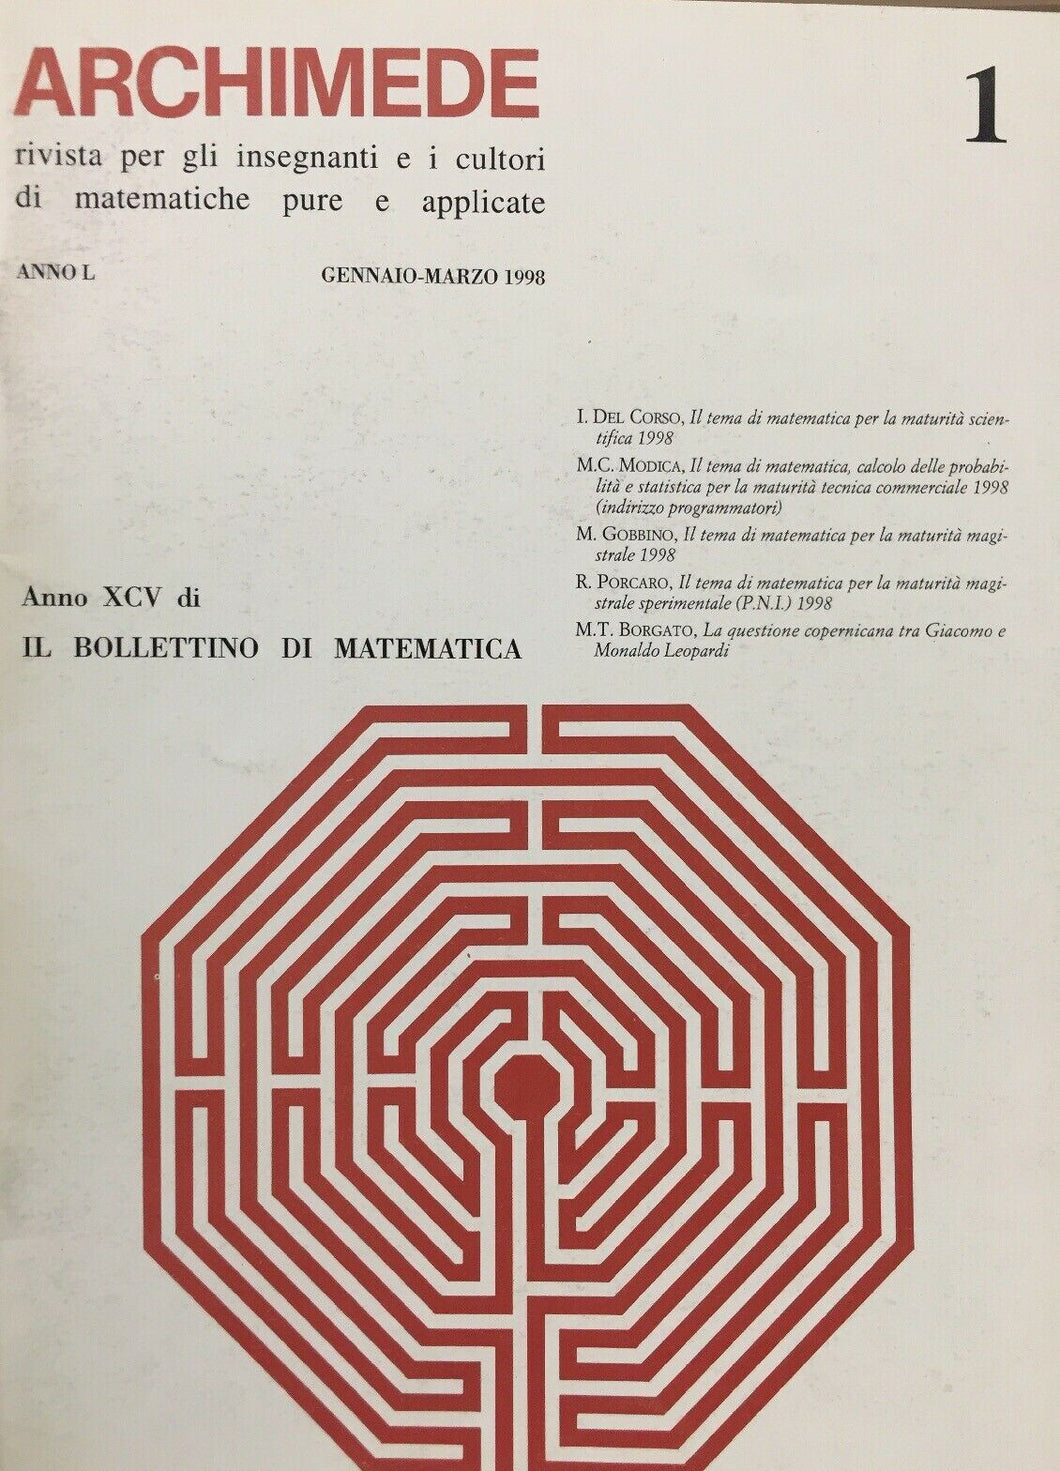 ARCHIMEDE
1
rivista per gli insegnanti e i cultori
di matematiche pure e applicate
ANNO L GENNAIO-MARZO 1998
I. DEL CORSO, Il tema di matematica per la maturità scien-
tifica 1998
M.C. MODICA, Il tema di matematica, calcolo delle probabi-
lità e statistica per la maturità tecnica commerciale 1998
(indirizzo programmatori)
M. GOBBINO, Il tema di matematica per la maturità magi-
strale 1998
R. PORCARO, Il tema di matematica per la maturità magi-
strale sperimentale (P.N.I.) 1998
M.T. BORGATO, La questione copernicana tra Giacomo e
Monaldo Leopardi
Anno XCV di
IL BOLLETTINO DI MATEMATICA